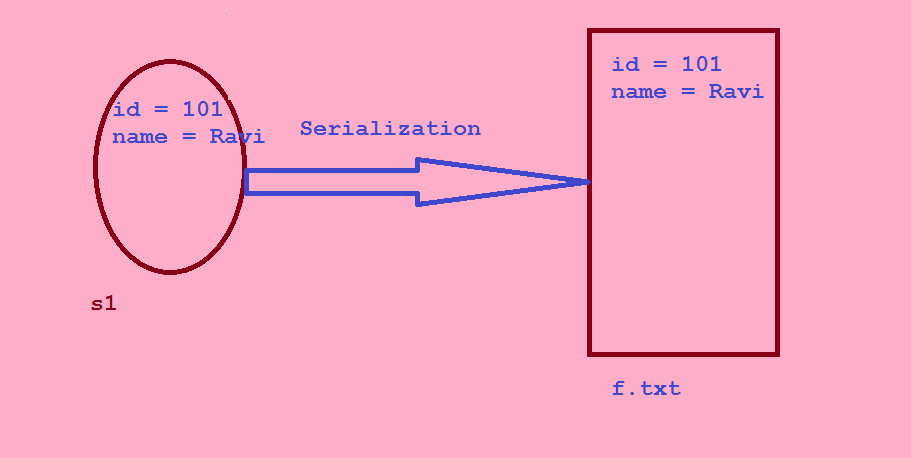 id = 101
name = Ravi
Serialization
id = 101
name = Ravi
s1
f.txt